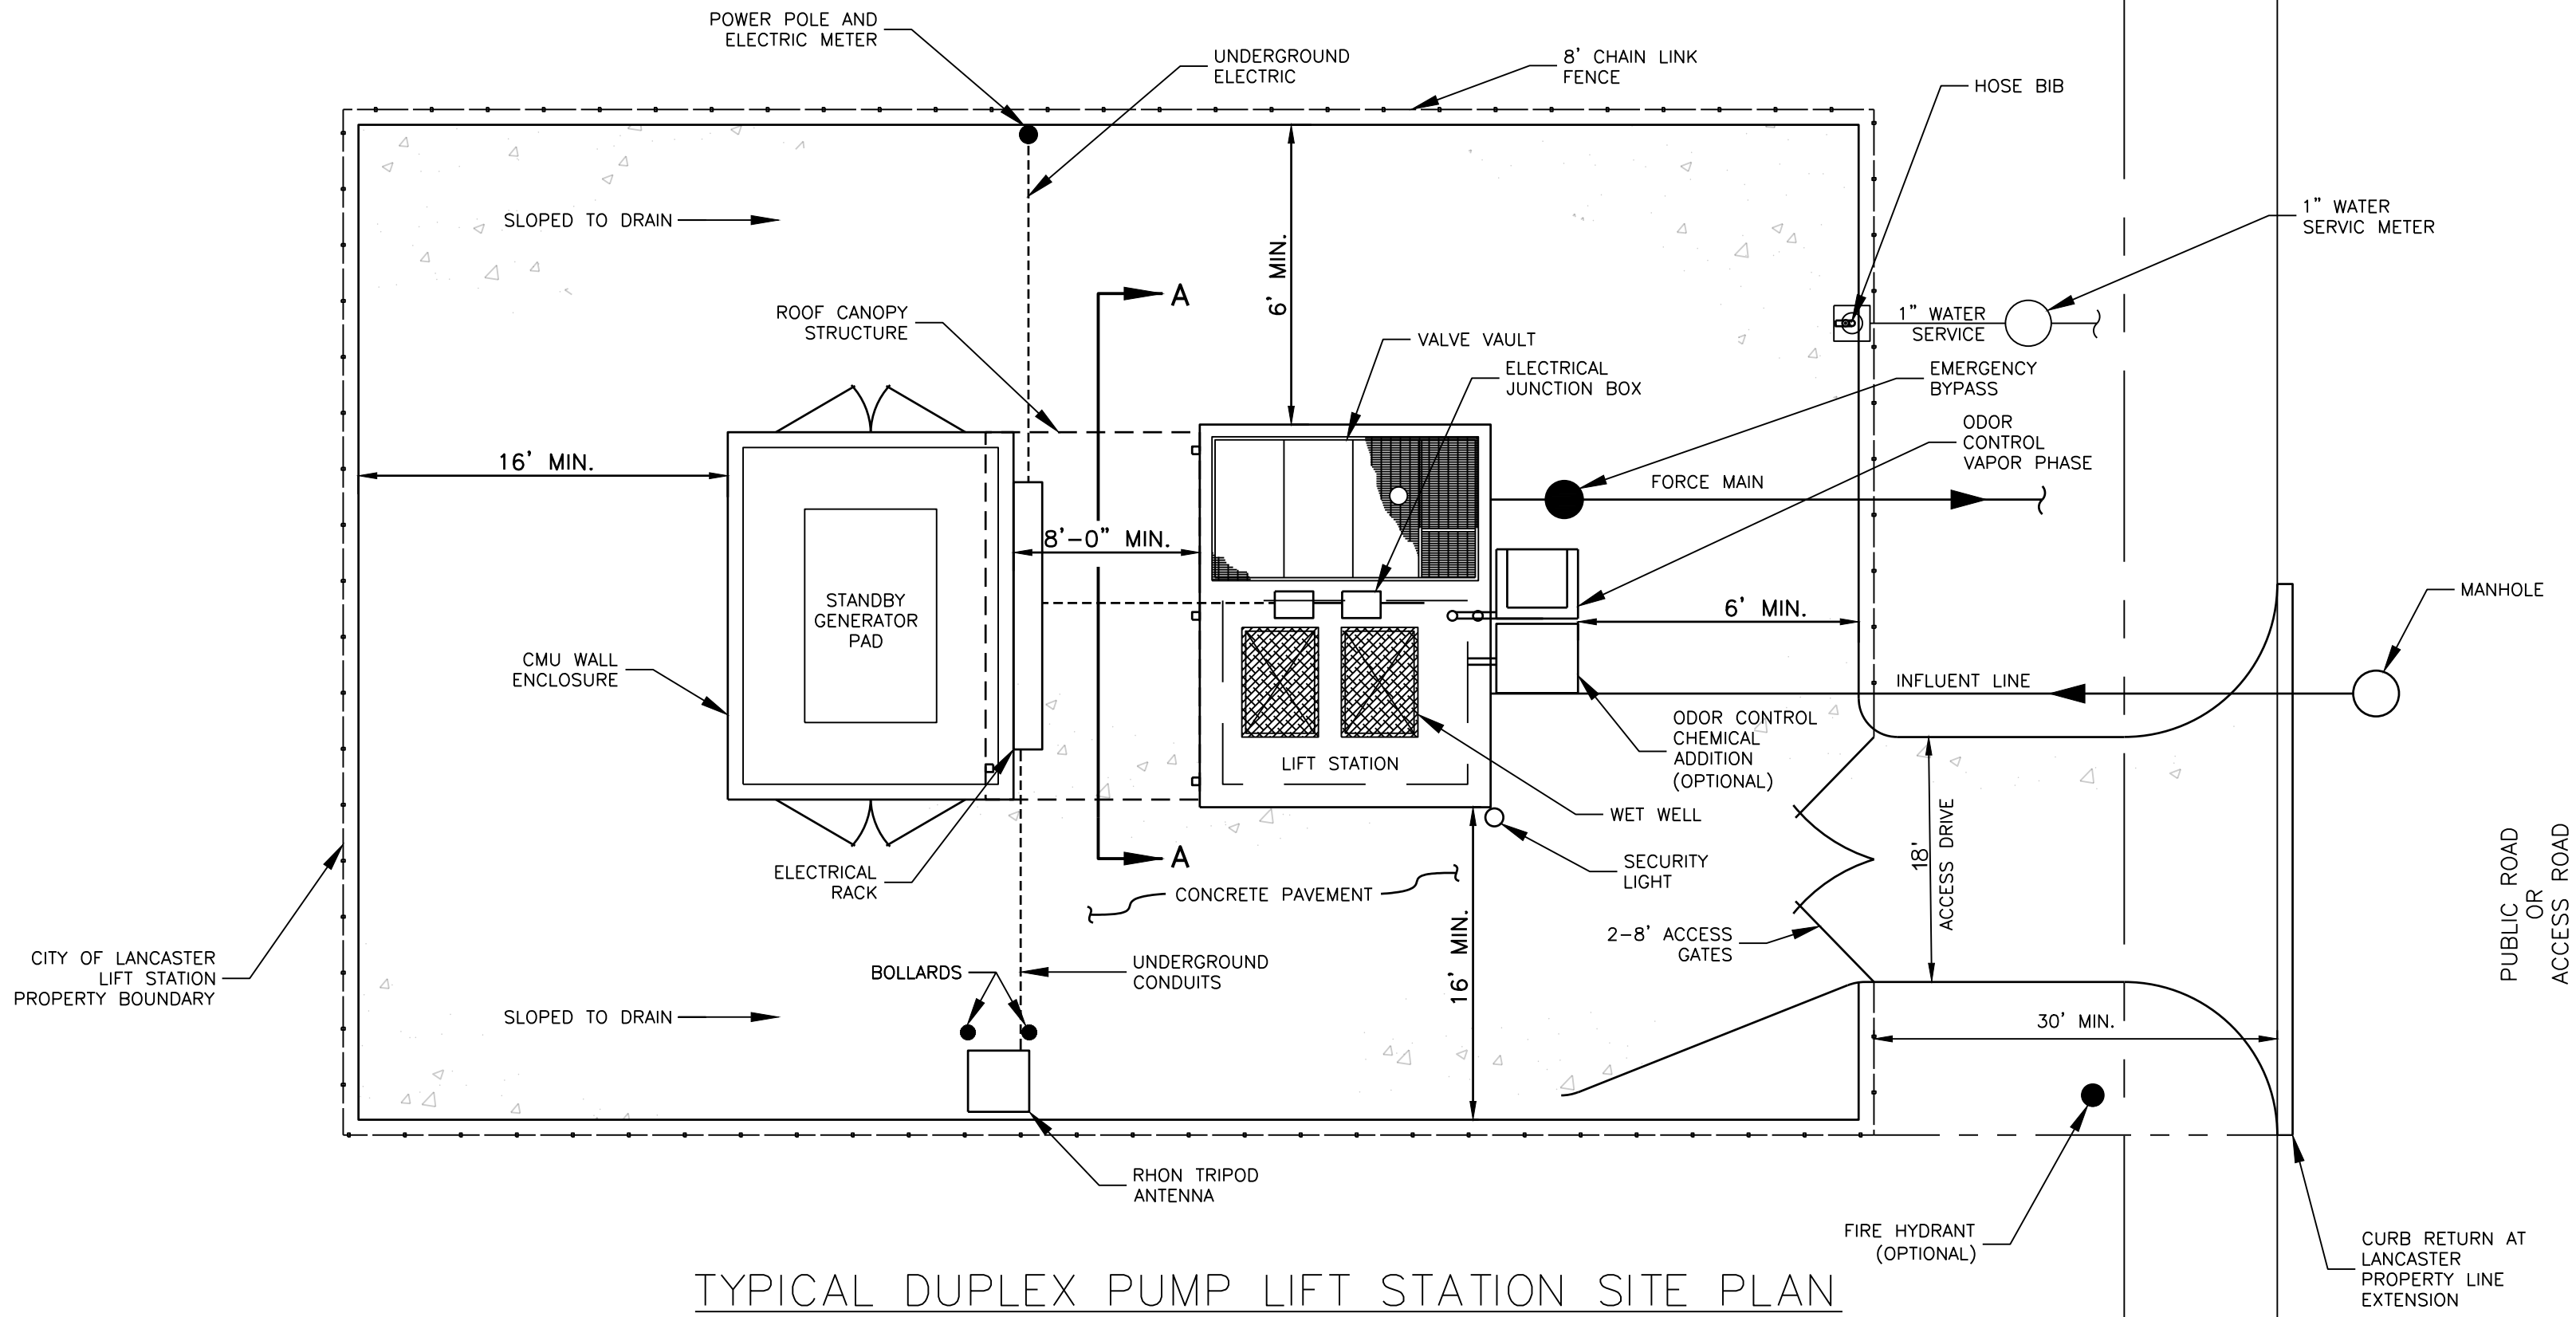 POWER POLE AND
ELECTRIC METER
UNDERGROUND
ELECTRIC
8' CHAIN LINK
FENCE
HOSE BIB
1" WATER
SERVIC METER
SLOPED TO DRAIN
6' MIN.
A
ROOF CANOPY
STRUCTURE
VALVE VAULT
ELECTRICAL
JUNCTION BOX
1" WATER
SERVICE
EMERGENCY
BYPASS
ODOR
CONTROL
VAPOR PHASE
16' MIN.
FORCE MAIN
8'-0" MIN.
STANDBY
GENERATOR
PAD
6' MIN.
MANHOLE
CMU WALL
ENCLOSURE
INFLUENT LINE
ODOR CONTROL
CHEMICAL
ADDITION
(OPTIONAL)
LIFT STATION
WET WELL
A
SECURITY
LIGHT
18'
ACCESS DRIVE
PUBLIC ROAD
OR
ACCESS ROAD
ELECTRICAL
RACK
CONCRETE PAVEMENT
16' MIN.
2-8' ACCESS
GATES
CITY OF LANCASTER
LIFT STATION
PROPERTY BOUNDARY
BOLLARDS
UNDERGROUND
CONDUITS
SLOPED TO DRAIN
30' MIN.
RHON TRIPOD
ANTENNA
FIRE HYDRANT
(OPTIONAL)
CURB RETURN AT
LANCASTER
PROPERTY LINE
EXTENSION
TYPICAL DUPLEX PUMP LIFT STATION SITE PLAN